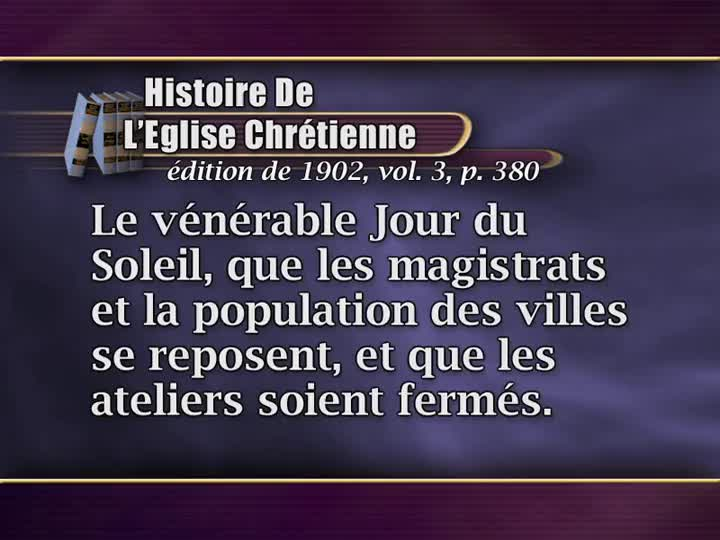 Histoire De
L'Eglise Chrétienne
édition de 1902, vol. 3, p. 380
Le vénérable Jour du
Soleil, que les magistrats
et la population des villes
se reposent, et que les
ateliers soient fermés.